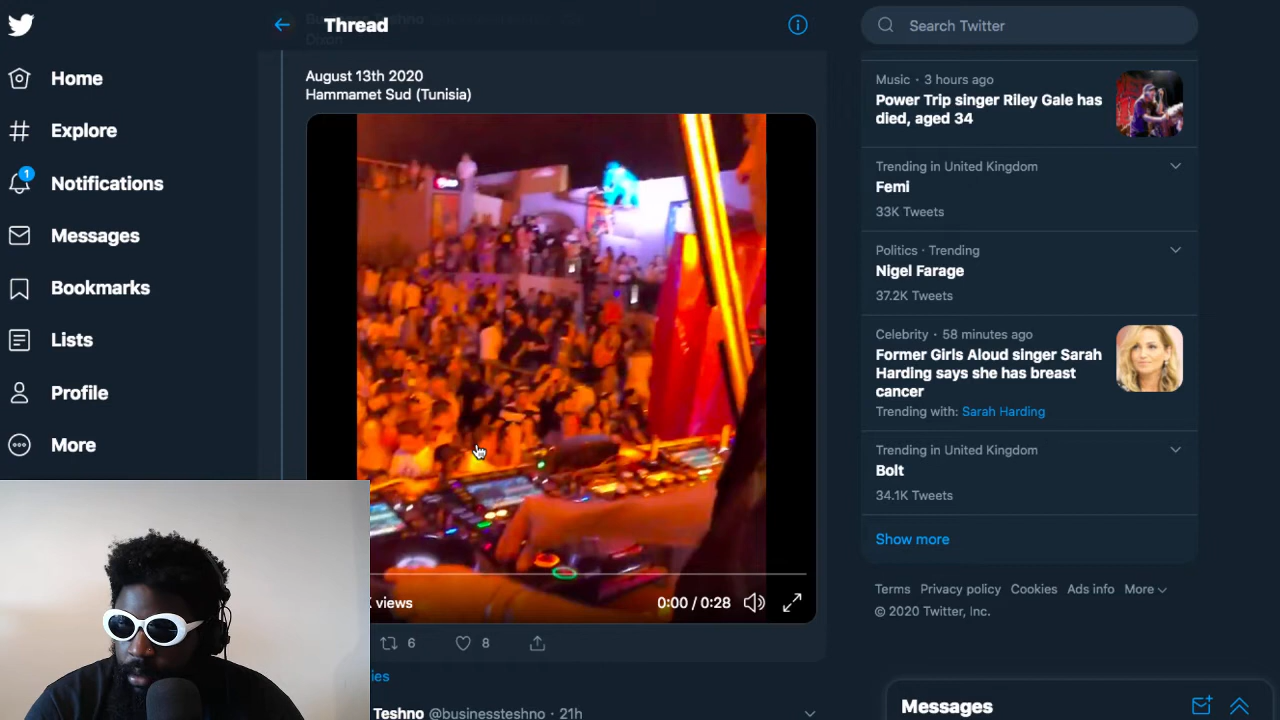 Home
Explore
1
Notifications
Messages
Bookmarks
Lists
Profile
More
Thread
August 13th 2020
Hammamet Sud (Tunisia)
views
0:00 / 0:28
6
8
Teshno @businessteshno · 21h
Search Twitter
Music · 3 hours ago
Power Trip singer Riley Gale has
died, aged 34
Trending in United Kingdom
Femi
33K Tweets
Politics · Trending
Nigel Farage
37.2K Tweets
Celebrity · 58 minutes ago
Former Girls Aloud singer Sarah
Harding says she has breast
cancer
Trending with: Sarah Harding
Trending in United Kingdom
Bolt
34.1K Tweets
Show more
Terms Privacy policy Cookies Ads info More
© 2020 Twitter, Inc.
Messages